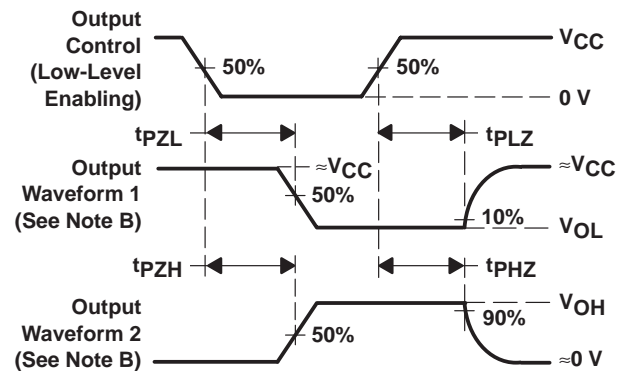 Output
Control
(Low-Level
Enabling)
VCC
50%
50%
0 V
tPZL
tPLZ
Output
Waveform 1
(See Note B)
≈VCC
≈VCC
50%
10%
VOL
tPZH
tPHZ
Output
Waveform 2
(See Note B)
VOH
50%
90%
≈0 V